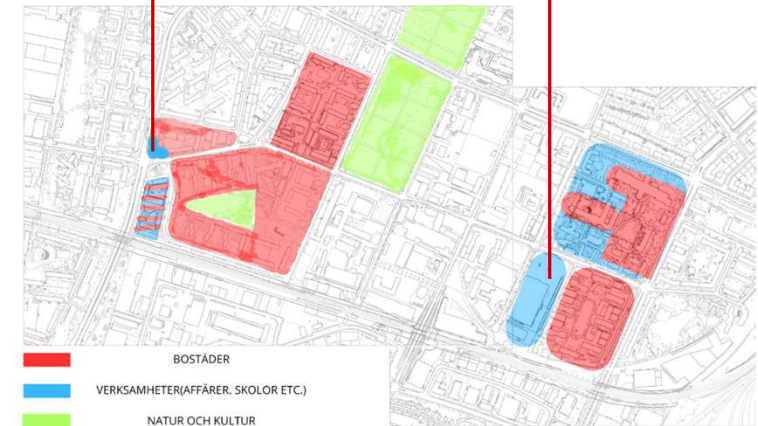 BOSTÄDER
VERKSAMHETER(AFFÄRER. SKOLOR ETC.)
NATUR OCH KULTUR